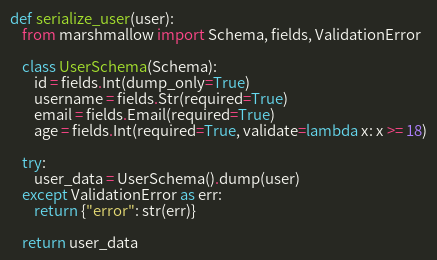 def serialize_user(user):
from marshmallow import Schema, fields, ValidationError
class UserSchema(Schema):
id = fields.Int(dump_only=True)
username = fields.Str(required=True)
email = fields.Email(required=True)
age = fields.Int(required=True, validate=lambda x: x >= 18)
try:
user_data = UserSchema().dump(user)
except ValidationError as err:
return {"error": str(err)}
return user_data